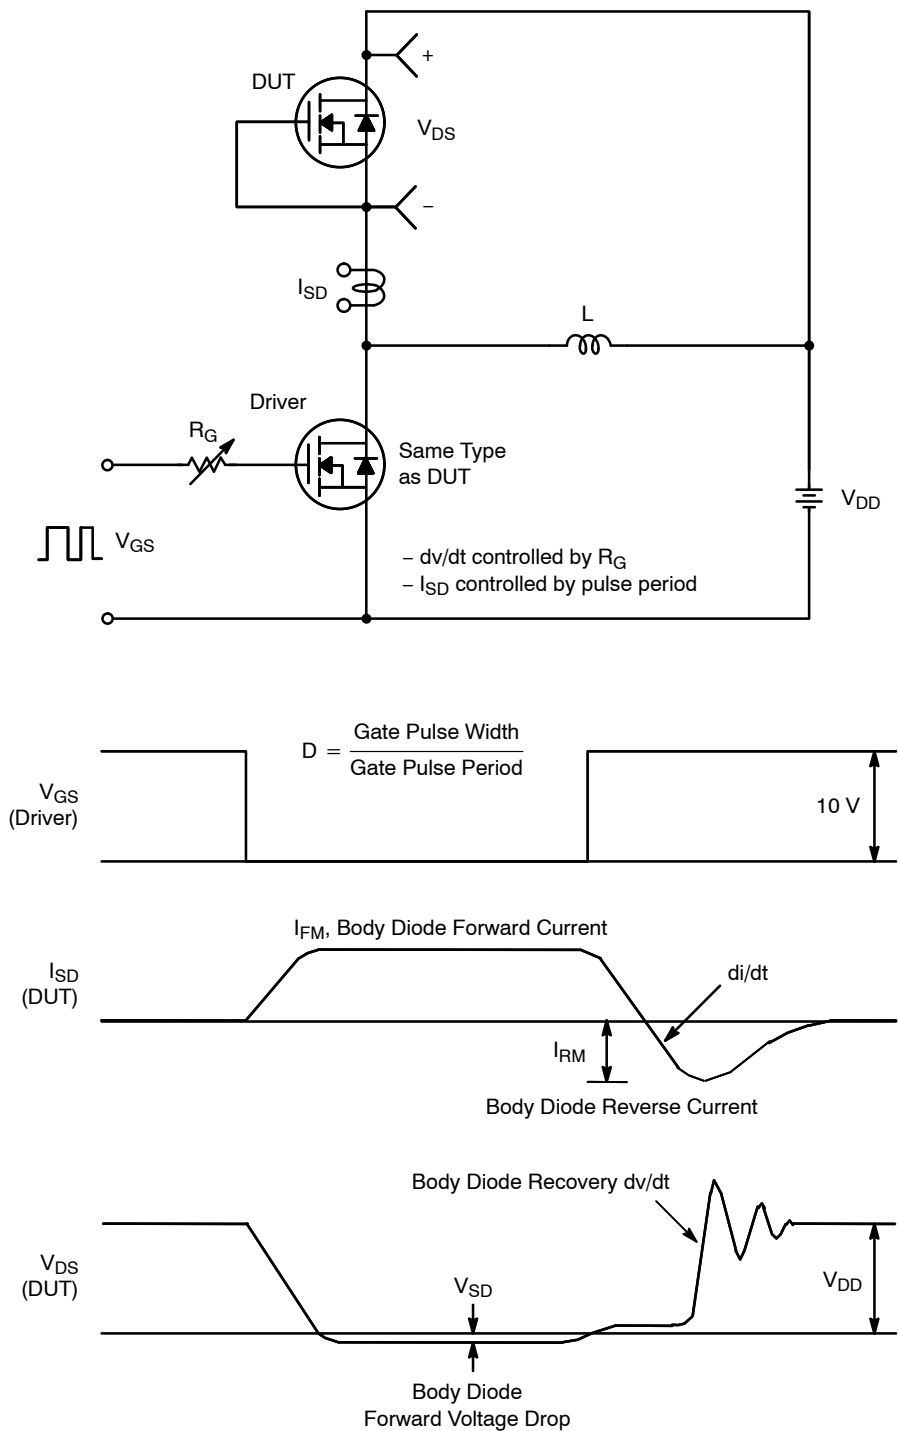 +
DUT
V_DS
−
I_SD
L
Driver
R_G
Same Type
as DUT
V_DD
V_GS
− dv/dt controlled by R_G
− I_SD controlled by pulse period
D = Gate Pulse Width
Gate Pulse Period
V_GS
(Driver)
10 V
I_FM, Body Diode Forward Current
I_SD
(DUT)
di/dt
I_RM
Body Diode Reverse Current
Body Diode Recovery dv/dt
V_DS
(DUT)
V_SD
V_DD
Body Diode
Forward Voltage Drop